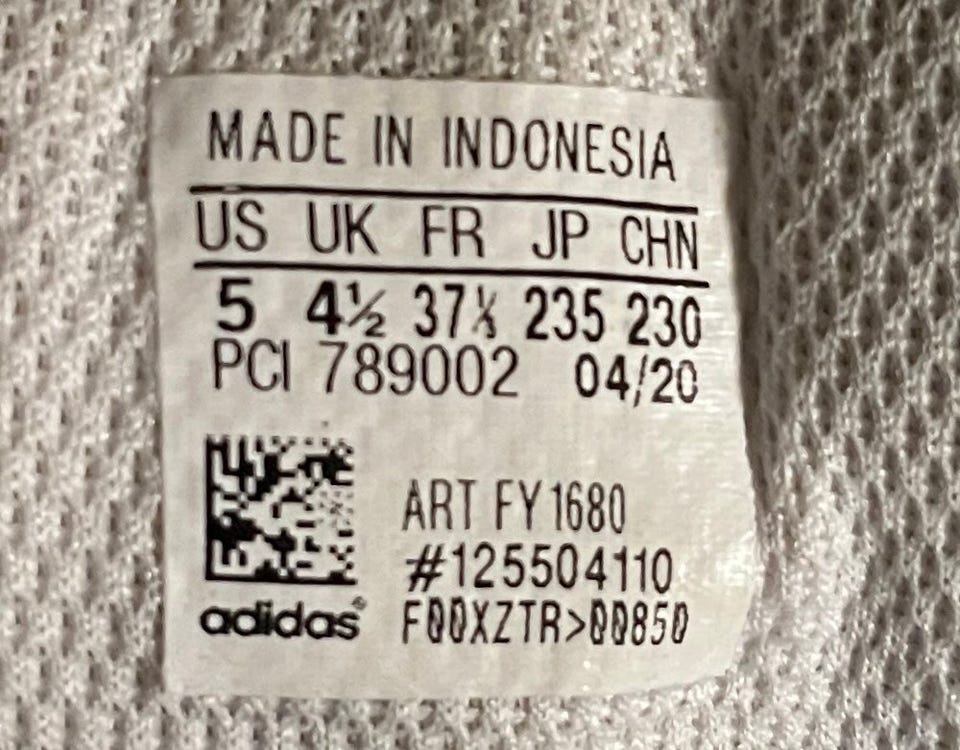 MADE IN INDONESIA
US UK FR JP CHN
5 4½ 37⅓ 235 230
PCI 789002 04/20
ART FY1680
#125504110
adidas® F00XZTR>00850